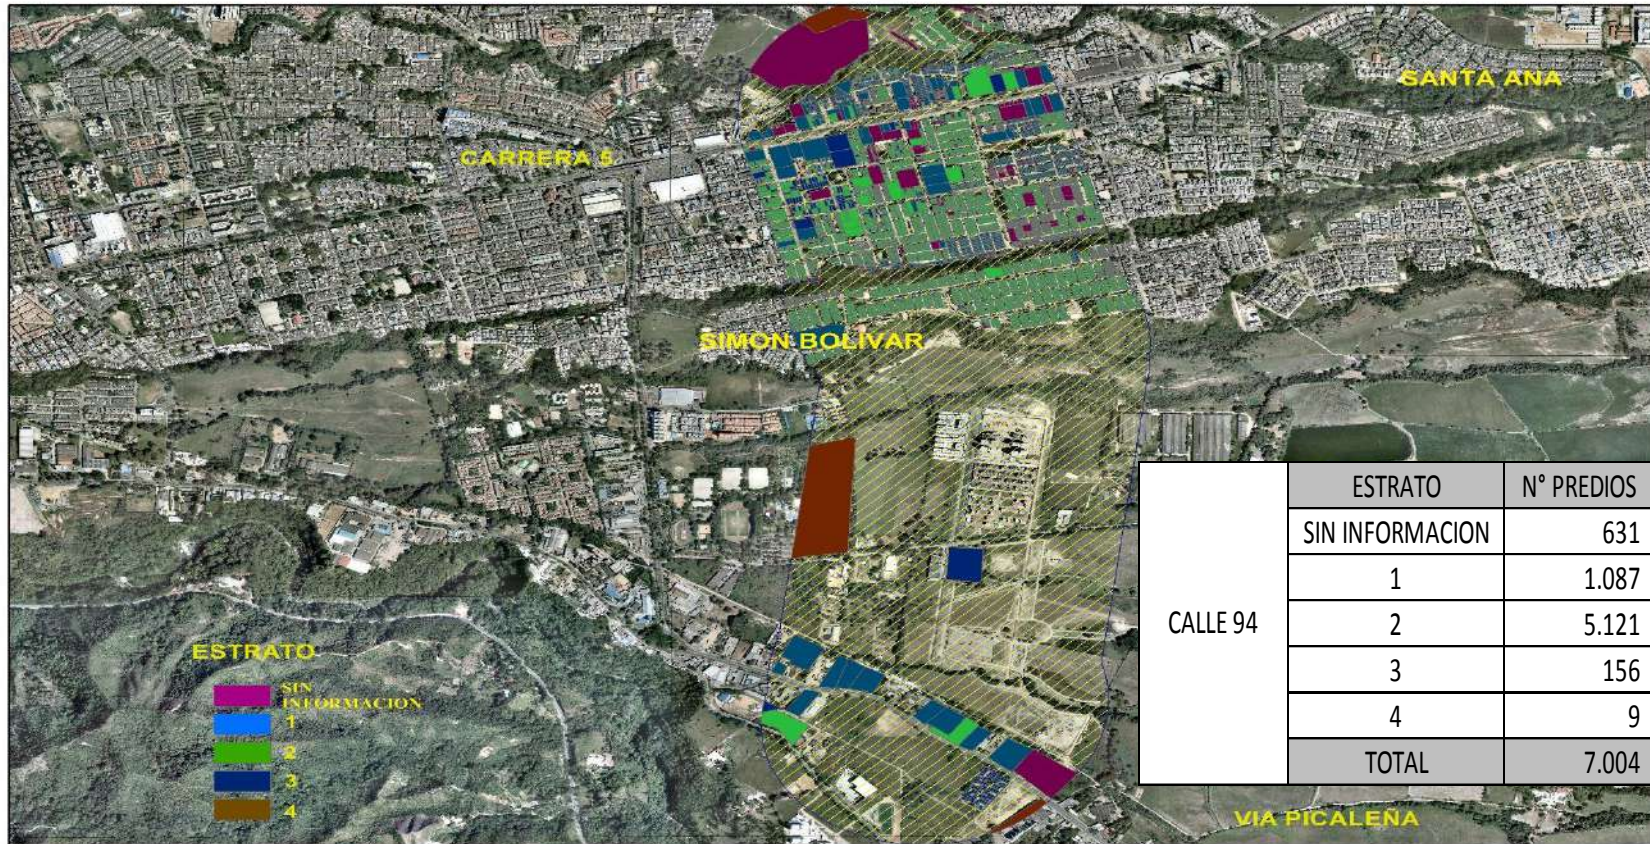 SANTA ANA
CARRERA 5
SIMON BOLÍVAR
ESTRATO
SIN
INFORMACION
1
2
3
4
CALLE 94
ESTRATO N° PREDIOS
SIN INFORMACION 631
1 1.087
2 5.121
3 156
4 9
TOTAL 7.004
VIA PICALEÑA